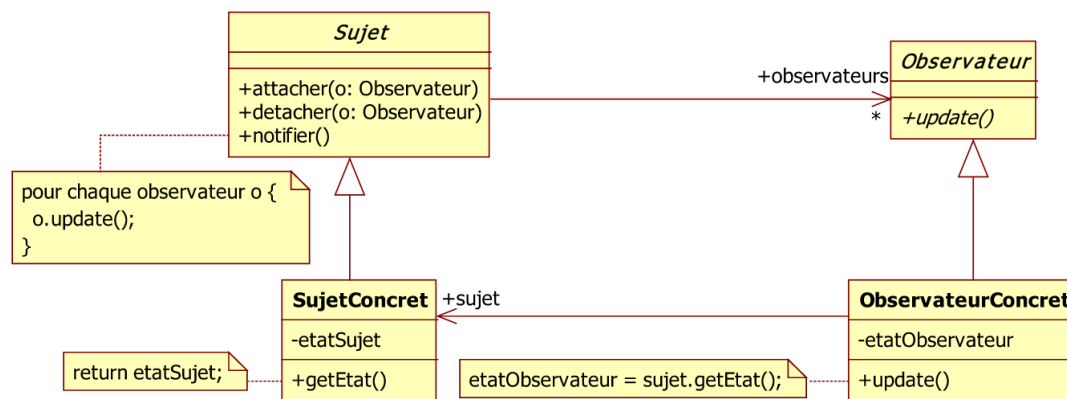 Sujet
+attacher(o: Observateur)
+detacher(o: Observateur)
+notifier()
+observateurs
*
Observateur
+update()
pour chaque observateur o {
o.update();
}
SujetConcret
-etatSujet
+getEtat()
return etatSujet;
+sujet
ObservateurConcret
-etatObservateur
+update()
etatObservateur = sujet.getEtat();